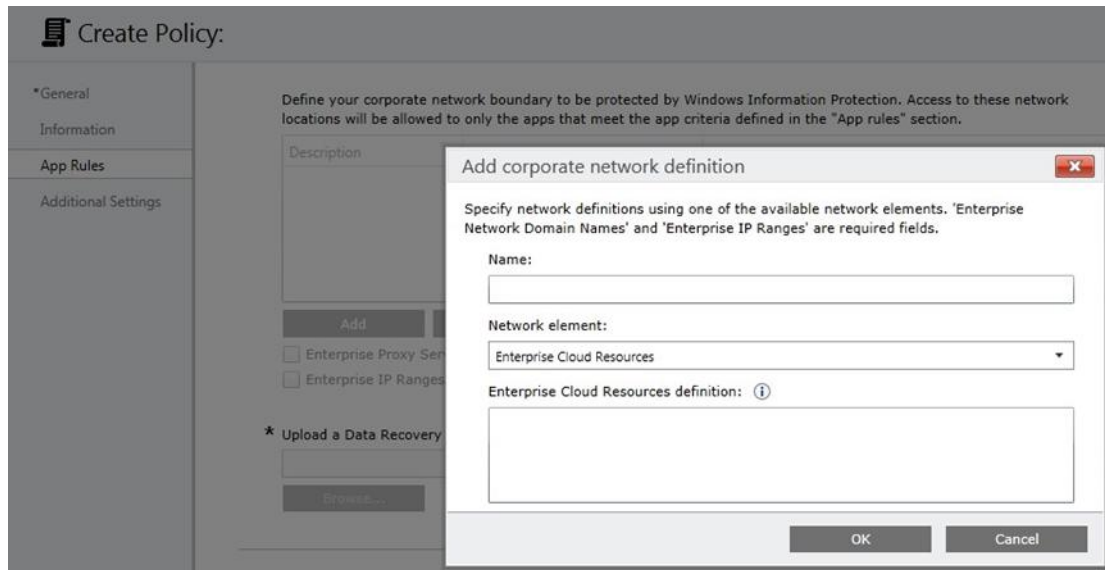 Create Policy:
*General
Information
App Rules
Additional Settings
Define your corporate network boundary to be protected by Windows Information Protection. Access to these network
locations will be allowed to only the apps that meet the app criteria defined in the "App rules" section.
Description
Add
Enterprise Proxy Ser
Enterprise IP Ranges
* Upload a Data Recovery
Browse...
Add corporate network definition
Specify network definitions using one of the available network elements. 'Enterprise
Network Domain Names' and 'Enterprise IP Ranges' are required fields.
Name:
Network element:
Enterprise Cloud Resources
Enterprise Cloud Resources definition:
OK
Cancel